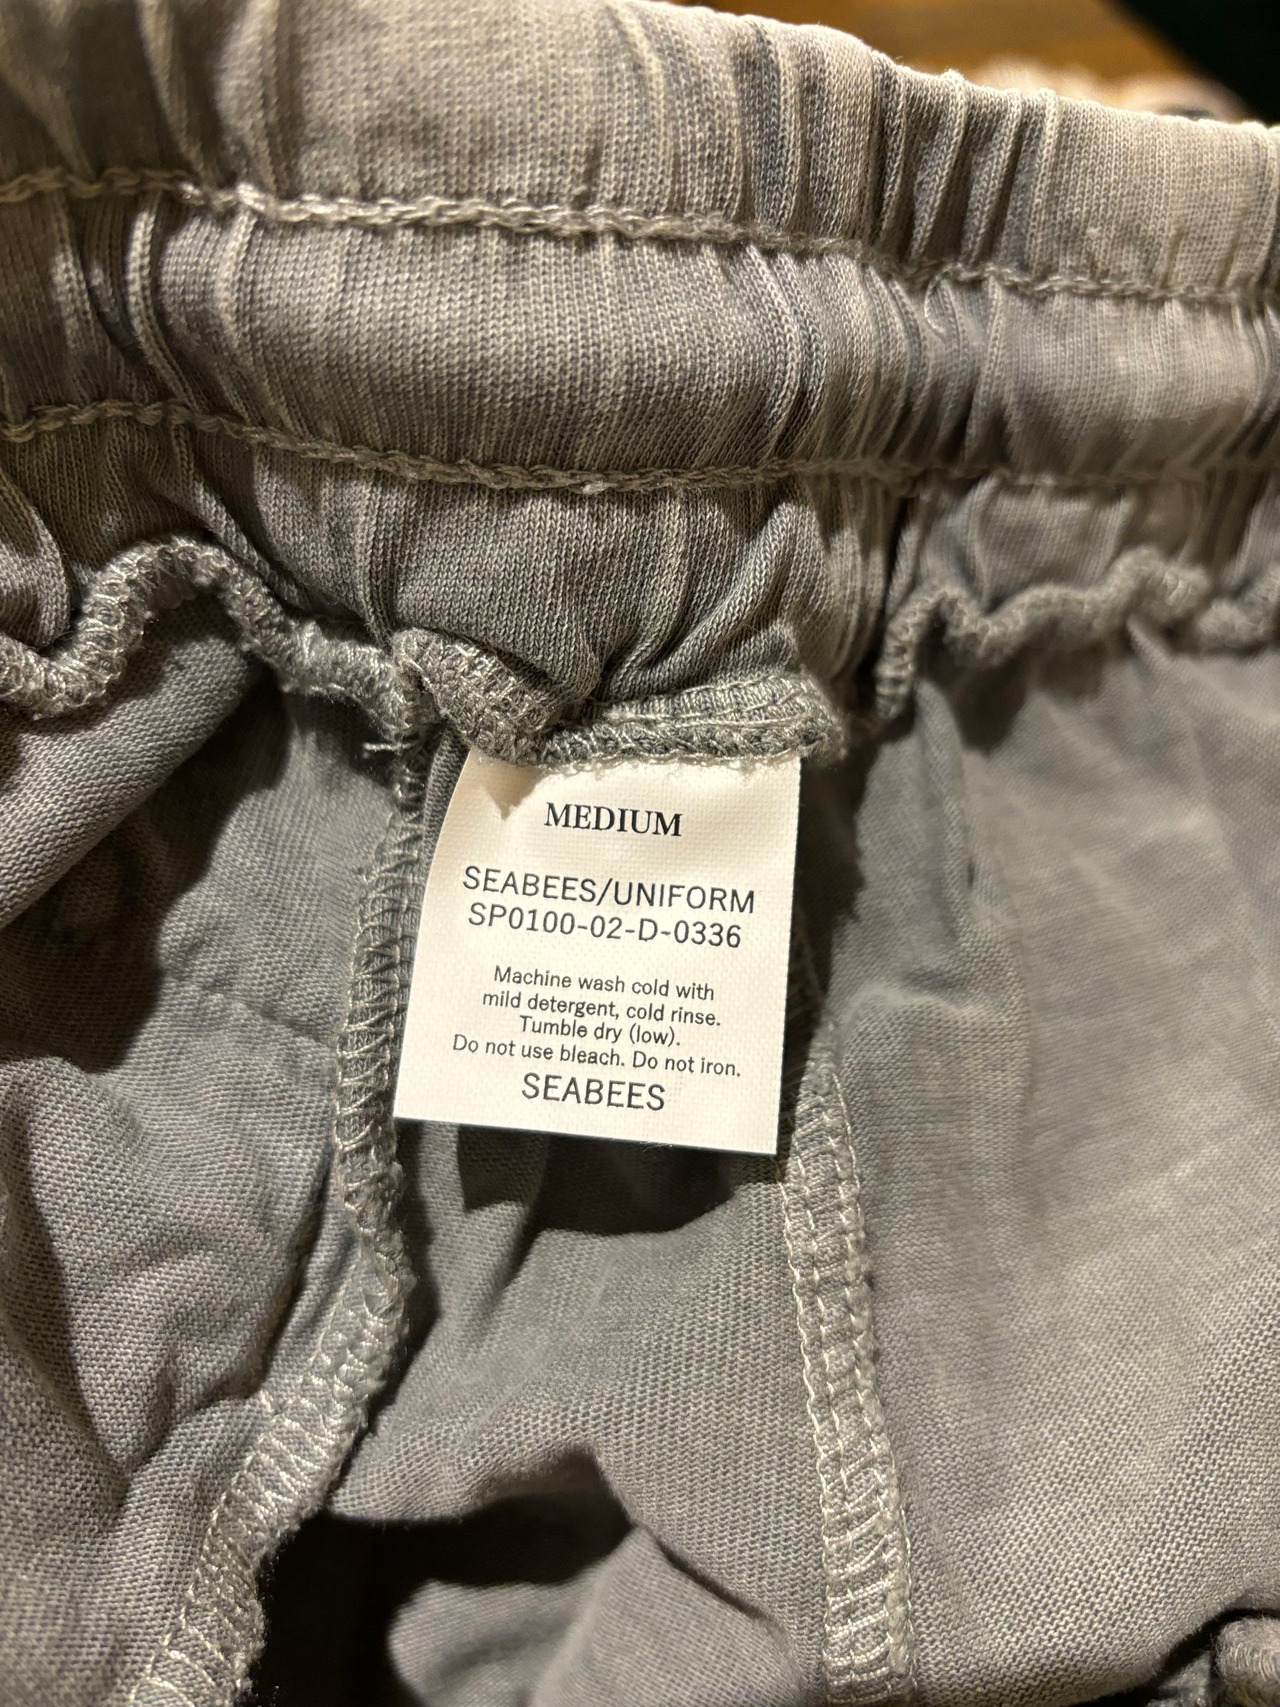 MEDIUM
SEABEES/UNIFORM
SP0100-02-D-0336
Machine wash cold with
mild detergent, cold rinse.
Tumble dry (low).
Do not use bleach. Do not iron.
SEABEES